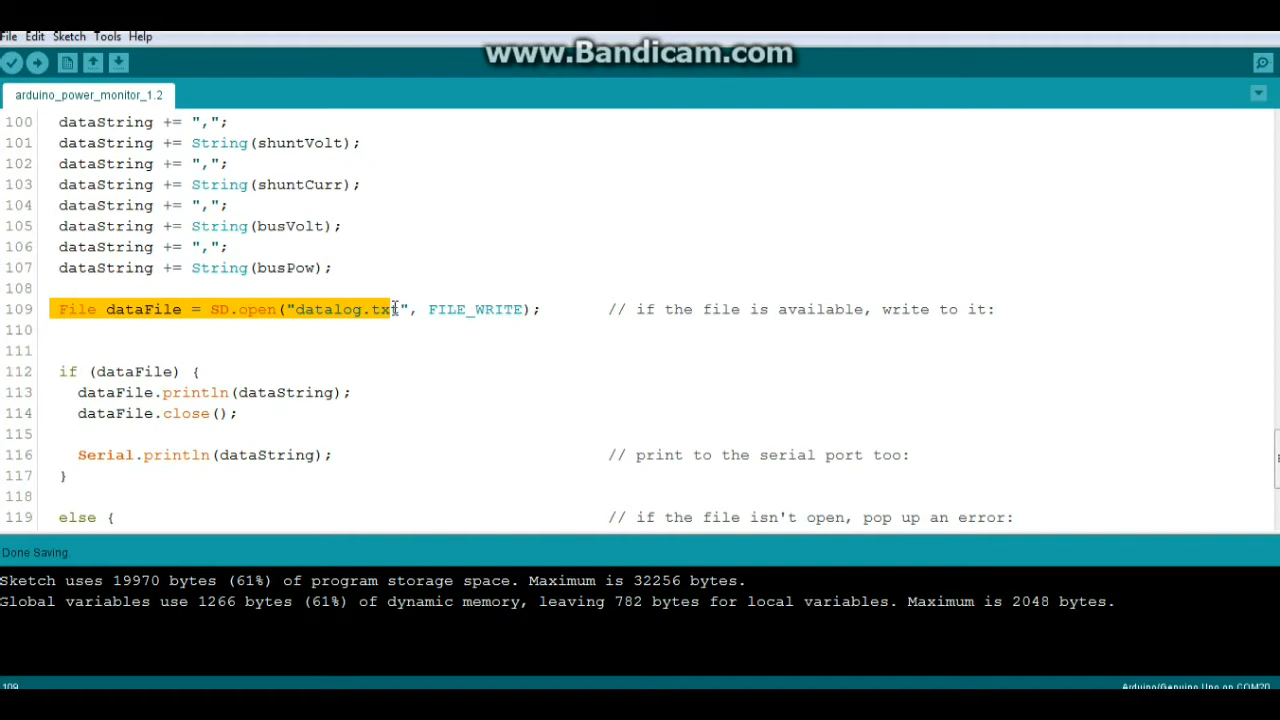 www.Bandicam.com
File Edit Sketch Tools Help
arduino_power_monitor_1.2
100 dataString += ",";
101 dataString += String(shuntVolt);
102 dataString += ",";
103 dataString += String(shuntCurr);
104 dataString += ",";
105 dataString += String(busVolt);
106 dataString += ",";
107 dataString += String(busPow);
108
109 File dataFile = SD.open("datalog.txt", FILE_WRITE); // if the file is available, write to it:
110
111
112 if (dataFile) {
113 dataFile.println(dataString);
114 dataFile.close();
115
116 Serial.println(dataString); // print to the serial port too:
117 }
118
119 else { // if the file isn't open, pop up an error:
Done Saving.
Sketch uses 19970 bytes (61%) of program storage space. Maximum is 32256 bytes.
Global variables use 1266 bytes (61%) of dynamic memory, leaving 782 bytes for local variables. Maximum is 2048 bytes.
109 Arduino/Genuino Uno on COM20